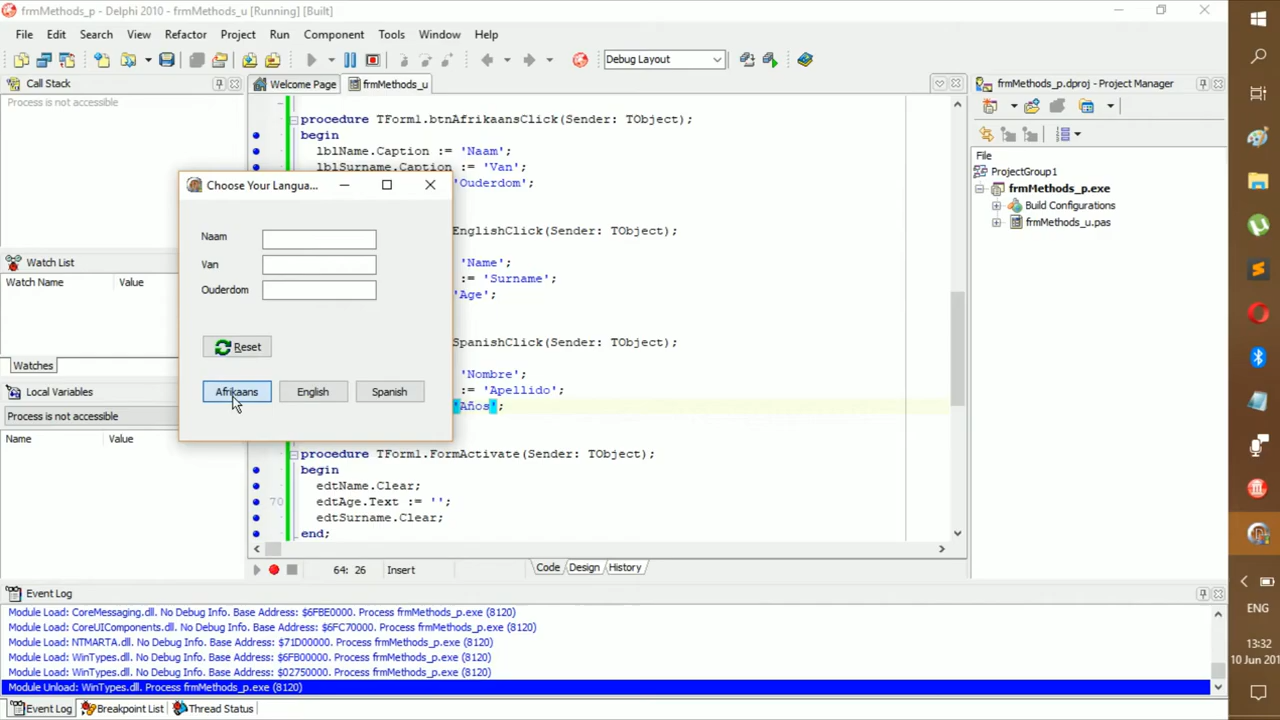 frmMethods_p - Delphi 2010 - frmMethods_u [Running] [Built]
File Edit Search View Refactor Project Run Component Tools Window Help
Debug Layout
Call Stack
Process is not accessible
Watch List
Watch Name Value
Watches
Local Variables
Process is not accessible
Name Value
Welcome Page frmMethods_u
procedure TForm1.btnAfrikaansClick(Sender: TObject);
begin
lblName.Caption := 'Naam';
lblSurname.Caption := 'Van';
'Ouderdom';
EnglishClick(Sender: TObject);
'Name';
:= 'Surname';
'Age';
SpanishClick(Sender: TObject);
'Nombre';
:= 'Apellido';
'Años';
procedure TForm1.FormActivate(Sender: TObject);
begin
edtName.Clear;
70 edtAge.Text := '';
edtSurname.Clear;
end;
64: 26 Insert Code Design History
Choose Your Langua...
Naam
Van
Ouderdom
Reset
Afrikaans English Spanish
frmMethods_p.dproj - Project Manager
File
ProjectGroup1
frmMethods_p.exe
Build Configurations
frmMethods_u.pas
Event Log
Module Load: CoreMessaging.dll. No Debug Info. Base Address: $6FBE0000. Process frmMethods_p.exe (8120)
Module Load: CoreUIComponents.dll. No Debug Info. Base Address: $6FC70000. Process frmMethods_p.exe (8120)
Module Load: NTMARTA.dll. No Debug Info. Base Address: $71D00000. Process frmMethods_p.exe (8120)
Module Load: WinTypes.dll. No Debug Info. Base Address: $6FB00000. Process frmMethods_p.exe (8120)
Module Load: WinTypes.dll. No Debug Info. Base Address: $02750000. Process frmMethods_p.exe (8120)
Module Unload: WinTypes.dll. Process frmMethods_p.exe (8120)
Event Log Breakpoint List Thread Status
ENG
13:32
10 Jun 201